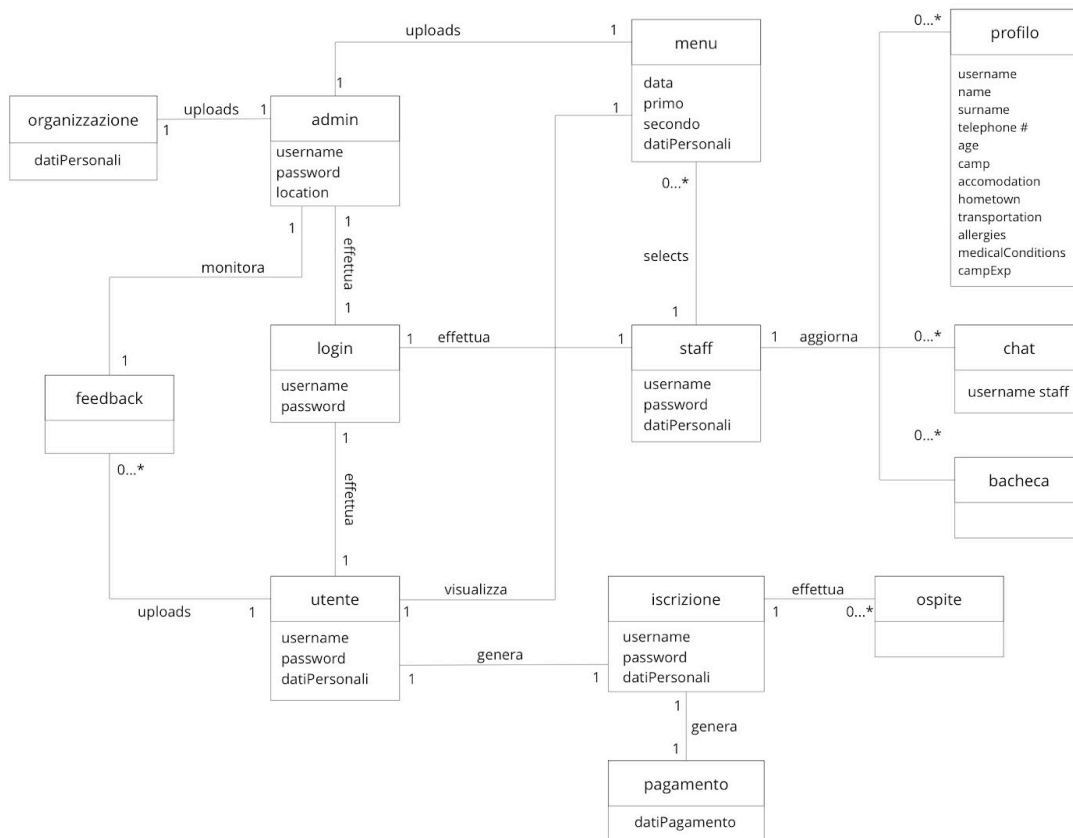 0...*
profilo
username
name
surname
telephone #
age
camp
accomodation
hometown
transportation
allergies
medicalConditions
campExp
uploads
1
1
menu
data
primo
secondo
datiPersonali
1
0...*
organizzazione
datiPersonali
uploads
1
1
admin
username
password
location
1
1
monitora
effettua
selects
1
1
1
login
username
password
1
effettua
1
staff
username
password
datiPersonali
1
aggiorna
0...*
chat
username staff
0...*
bacheca
1
feedback
0...*
1
effettua
1
uploads
1
utente
username
password
datiPersonali
visualizza
1
genera
1
1
iscrizione
username
password
datiPersonali
effettua
1
0...*
ospite
1
genera
1
pagamento
datiPagamento